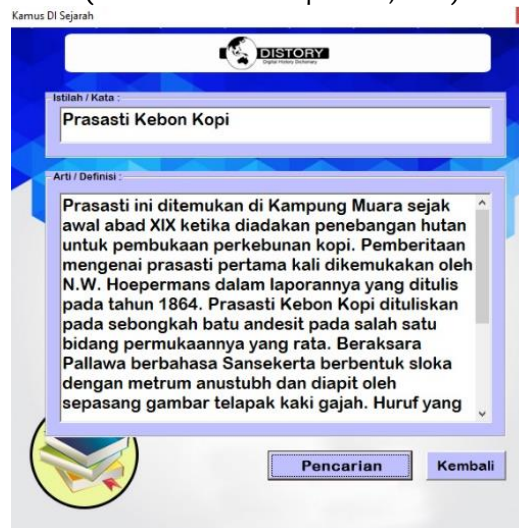 Kamus DI Sejarah
DISTORY
Digital History Dictionary
Istilah / Kata :
Prasasti Kebon Kopi
Arti / Definisi :
Prasasti ini ditemukan di Kampung Muara sejak
awal abad XIX ketika diadakan penebangan hutan
untuk pembukaan perkebunan kopi. Pemberitaan
mengenai prasasti pertama kali dikemukakan oleh
N.W. Hoepermans dalam laporannya yang ditulis
pada tahun 1864. Prasasti Kebon Kopi dituliskan
pada sebongkah batu andesit pada salah satu
bidang permukaannya yang rata. Beraksara
Pallawa berbahasa Sansekerta berbentuk sloka
dengan metrum anustubh dan diapit oleh
sepasang gambar telapak kaki gajah. Huruf yang
Pencarian
Kembali